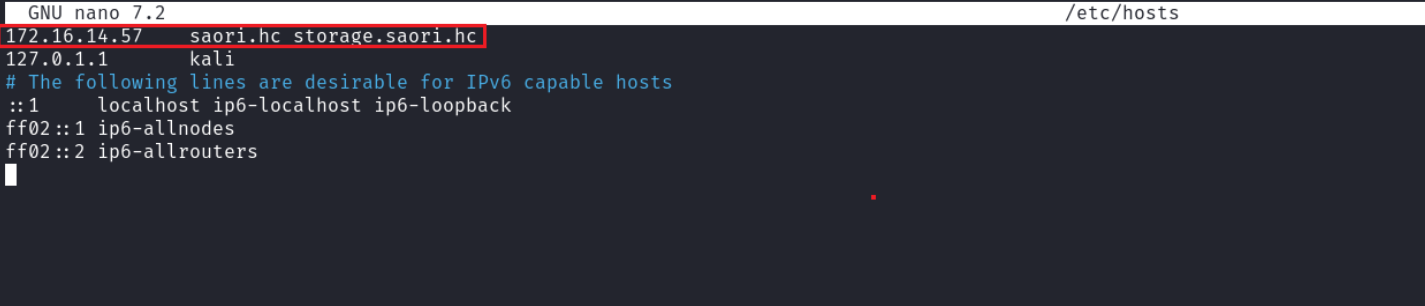 GNU nano 7.2 /etc/hosts
172.16.14.57 saori.hc storage.saori.hc
127.0.1.1 kali
# The following lines are desirable for IPv6 capable hosts
::1 localhost ip6-localhost ip6-loopback
ff02::1 ip6-allnodes
ff02::2 ip6-allrouters